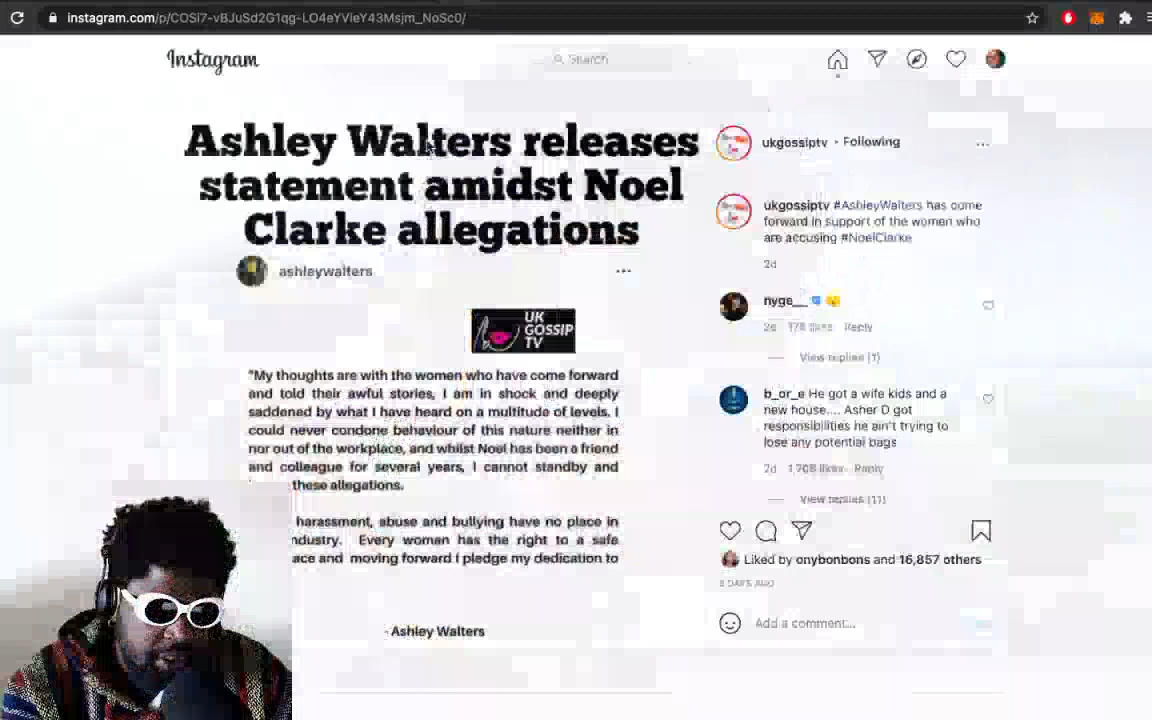 instagram.com/p/COSi7-vBJuSd2G1qg-LO4eYVieY43Msjm_NoSc0/
Instagram
Search
Ashley Walters releases
statement amidst Noel
Clarke allegations
ashleywalters
UK
GOSSIP
TV
"My thoughts are with the women who have come forward
and told their awful stories, I am in shock and deeply
saddened by what I have heard on a multitude of levels. I
could never condone behaviour of this nature neither in
nor out of the workplace, and whilst Noel has been a friend
and colleague for several years, I cannot standby and
these allegations.
harassment, abuse and bullying have no place in
ndustry. Every woman has the right to a safe
ace and moving forward I pledge my dedication to
- Ashley Walters
ukgossiptv • Following
ukgossiptv #AshleyWalters has come
forward in support of the women who
are accusing #NoelClarke
2d
nyge__
2d 178 likes Reply
View replies (1)
b_or_e He got a wife kids and a
new house.... Asher D got
responsibilities he ain't trying to
lose any potential bags
2d 1,708 likes Reply
View replies (11)
Liked by onybonbons and 16,857 others
DAYS AGO
Add a comment...